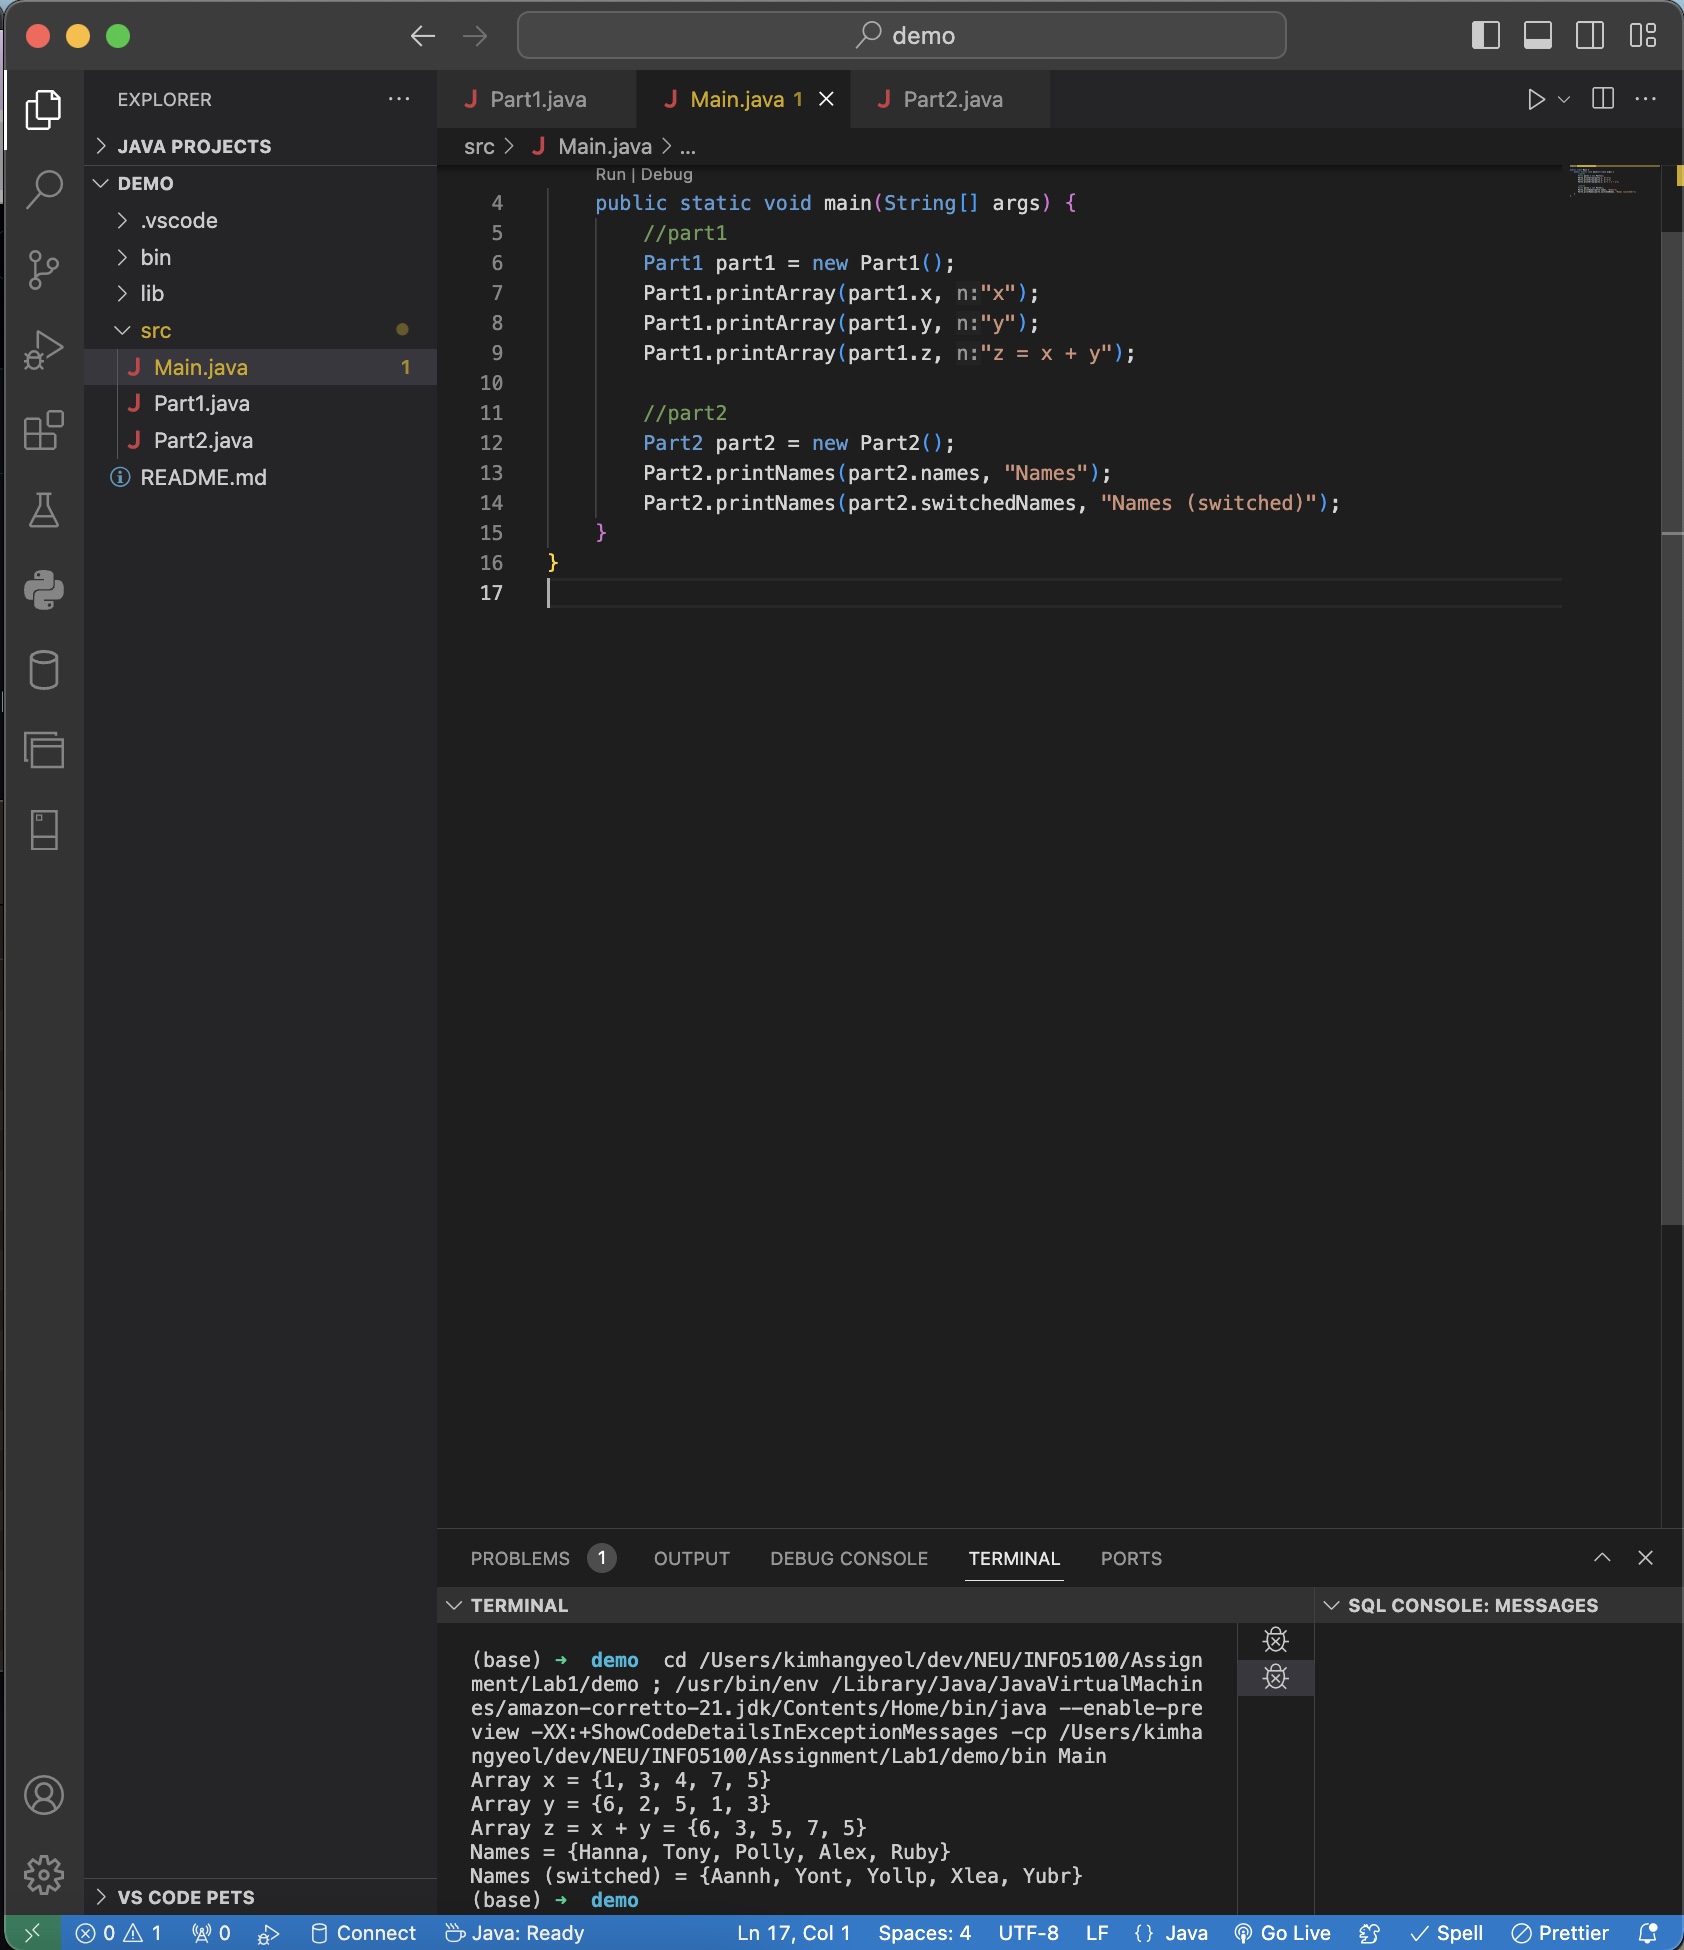 demo
EXPLORER
JAVA PROJECTS
DEMO
.vscode
bin
lib
src
Main.java 1
Part1.java
Part2.java
README.md
VS CODE PETS
Part1.java Main.java 1 Part2.java
src > Main.java > ...
Run | Debug
4 public static void main(String[] args) {
5 //part1
6 Part1 part1 = new Part1();
7 Part1.printArray(part1.x, n:"x");
8 Part1.printArray(part1.y, n:"y");
9 Part1.printArray(part1.z, n:"z = x + y");
10
11 //part2
12 Part2 part2 = new Part2();
13 Part2.printNames(part2.names, "Names");
14 Part2.printNames(part2.switchedNames, "Names (switched)");
15 }
16 }
17
PROBLEMS 1 OUTPUT DEBUG CONSOLE TERMINAL PORTS
TERMINAL
(base) → demo cd /Users/kimhangyeol/dev/NEU/INFO5100/Assign
ment/Lab1/demo ; /usr/bin/env /Library/Java/JavaVirtualMachin
es/amazon-corretto-21.jdk/Contents/Home/bin/java --enable-pre
view -XX:+ShowCodeDetailsInExceptionMessages -cp /Users/kimha
ngyeol/dev/NEU/INFO5100/Assignment/Lab1/demo/bin Main
Array x = {1, 3, 4, 7, 5}
Array y = {6, 2, 5, 1, 3}
Array z = x + y = {6, 3, 5, 7, 5}
Names = {Hanna, Tony, Polly, Alex, Ruby}
Names (switched) = {Aannh, Yont, Yollp, Xlea, Yubr}
(base) → demo
SQL CONSOLE: MESSAGES
0 1 0 Connect Java: Ready Ln 17, Col 1 Spaces: 4 UTF-8 LF {} Java Go Live Spell Prettier